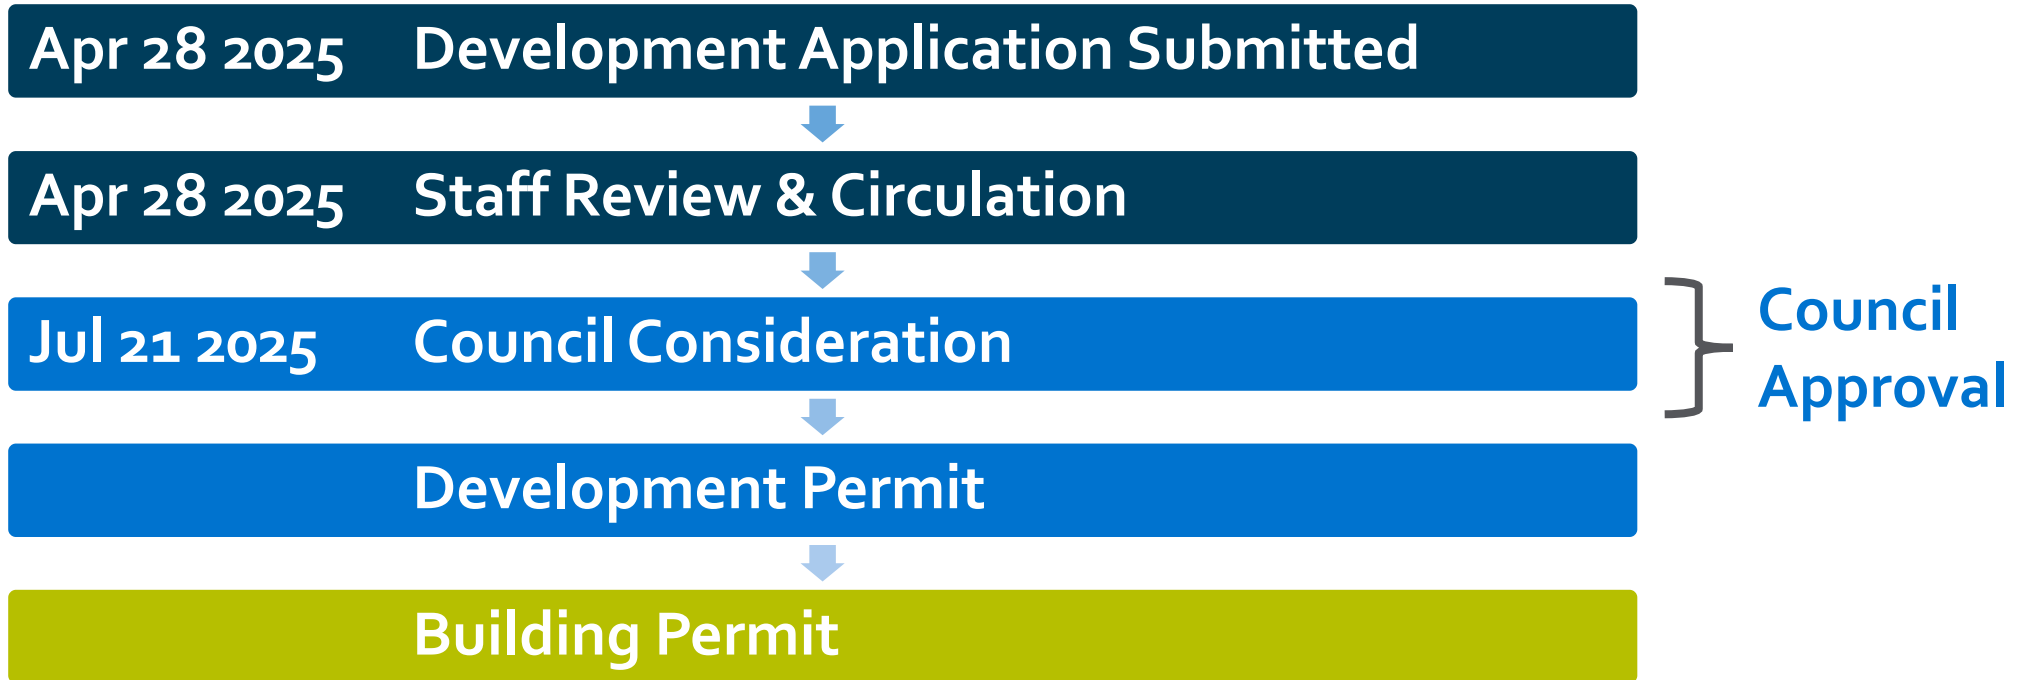 Apr 28 2025 Development Application Submitted
Apr 28 2025 Staff Review & Circulation
Jul 21 2025 Council Consideration
Council
Approval
Development Permit
Building Permit